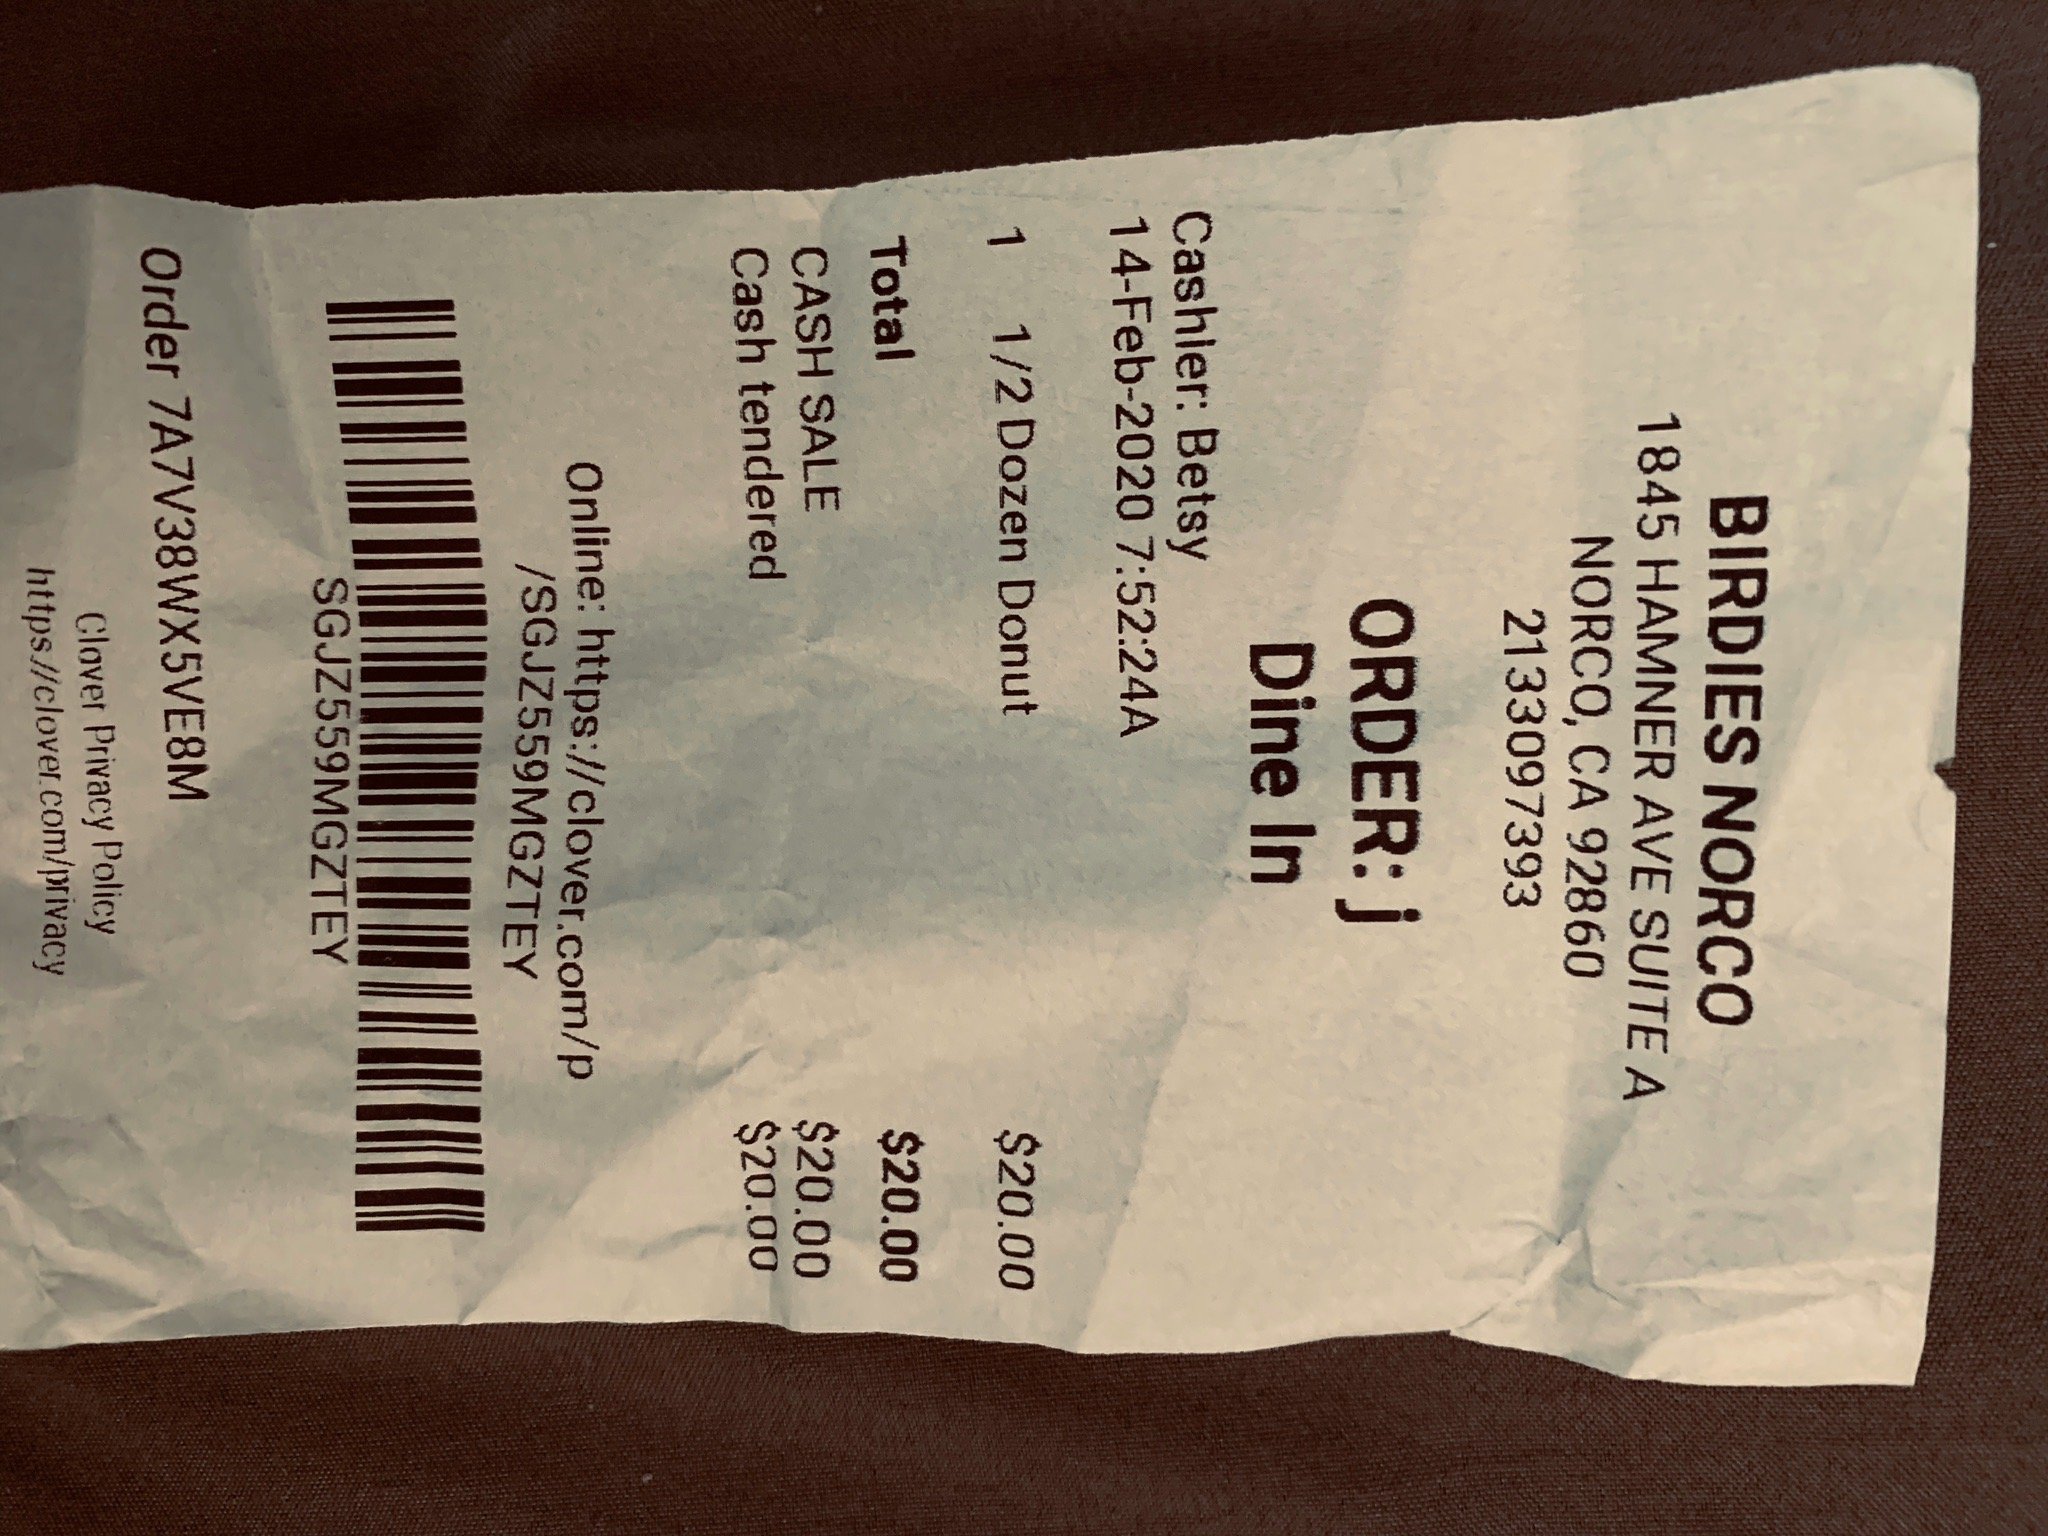 BIRDIES NORCO
1845 HAMNER AVE SUITE A
NORCO, CA 92860
2133097393
ORDER: j
Dine In
Cashier: Betsy
14-Feb-2020 7:52:24A
1 1/2 Dozen Donut $20.00
Total $20.00
CASH SALE $20.00
Cash tendered $20.00
Online: https://clover.com/p
/SGJZ559MGZTEY
SGJZ559MGZTEY
Order 7A7V38WX5VE8M
Clover Privacy Policy
https://clover.com/privacy